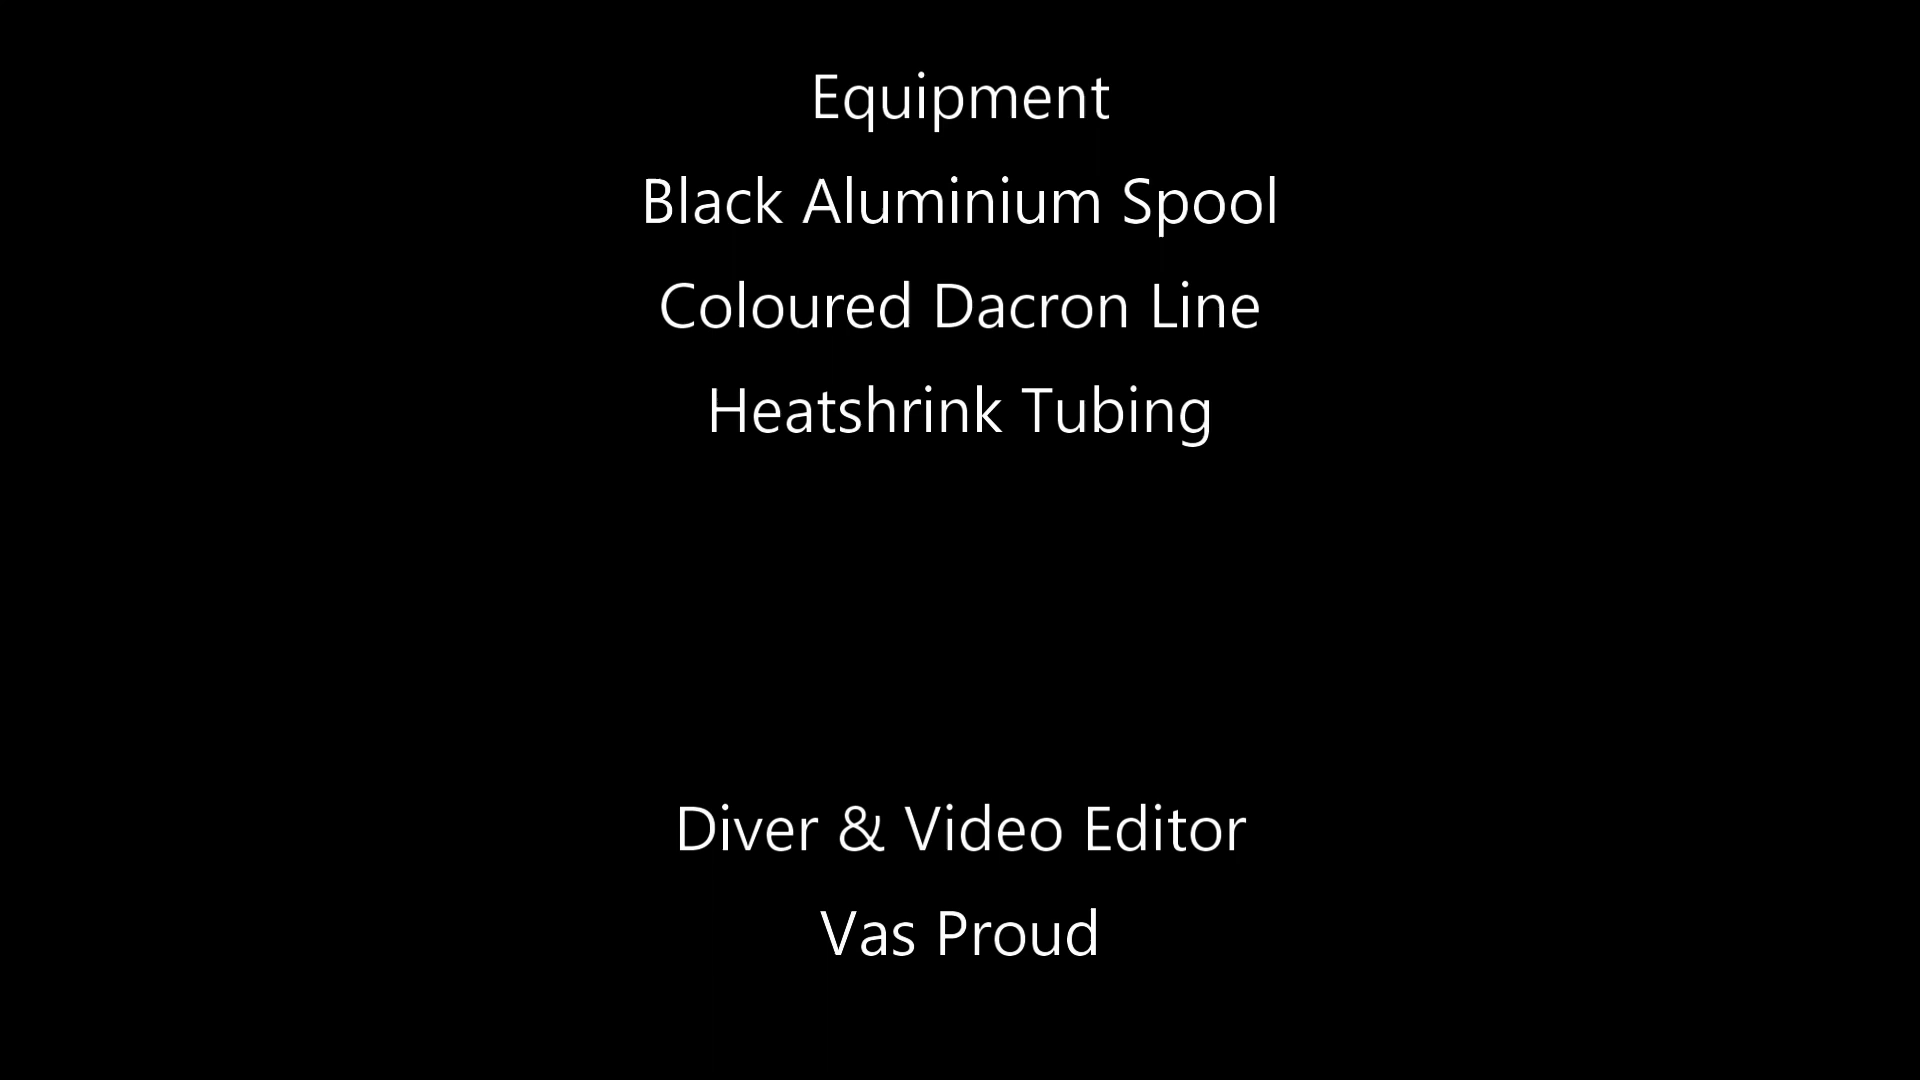 Equipment
Black Aluminium Spool
Coloured Dacron Line
Heatshrink Tubing
Diver & Video Editor
Vas Proud